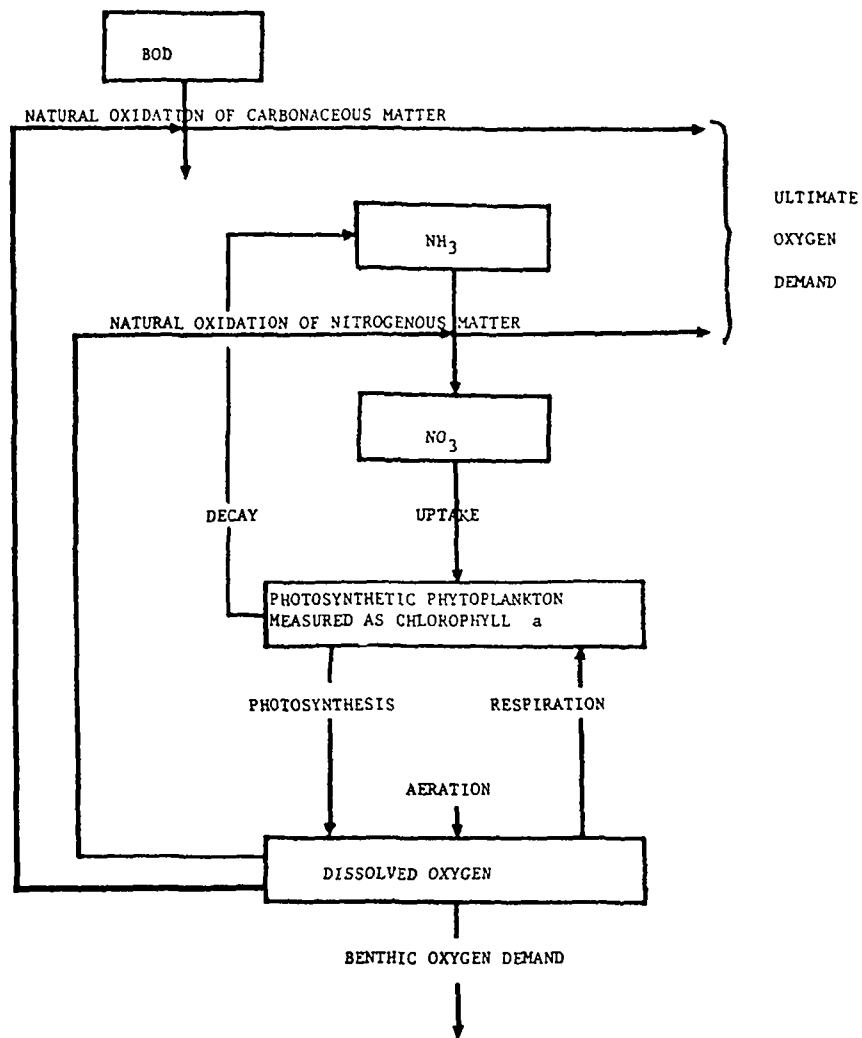 BOD
NATURAL OXIDATION OF CARBONACEOUS MATTER
ULTIMATE
OXYGEN
DEMAND
NH3
NATURAL OXIDATION OF NITROGENOUS MATTER
NO3
DECAY
UPTAKE
PHOTOSYNTHETIC PHYTOPLANKTON
MEASURED AS CHLOROPHYLL a
PHOTOSYNTHESIS
RESPIRATION
AERATION
DISSOLVED OXYGEN
BENTHIC OXYGEN DEMAND